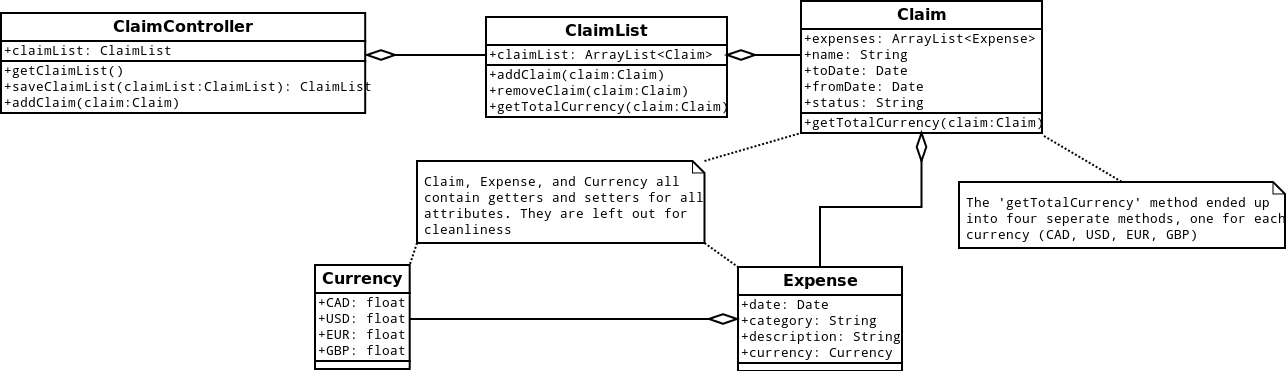 ClaimController
+claimList: ClaimList
+getClaimList()
+saveClaimList(claimList:ClaimList): ClaimList
+addClaim(claim:Claim)
ClaimList
+claimList: ArrayList<Claim>
+addClaim(claim:Claim)
+removeClaim(claim:Claim)
+getTotalCurrency(claim:Claim)
Claim
+expenses: ArrayList<Expense>
+name: String
+toDate: Date
+fromDate: Date
+status: String
+getTotalCurrency(claim:Claim)
Claim, Expense, and Currency all
contain getters and setters for all
attributes. They are left out for
cleanliness
The 'getTotalCurrency' method ended up
into four seperate methods, one for each
currency (CAD, USD, EUR, GBP)
Currency
+CAD: float
+USD: float
+EUR: float
+GBP: float
Expense
+date: Date
+category: String
+description: String
+currency: Currency